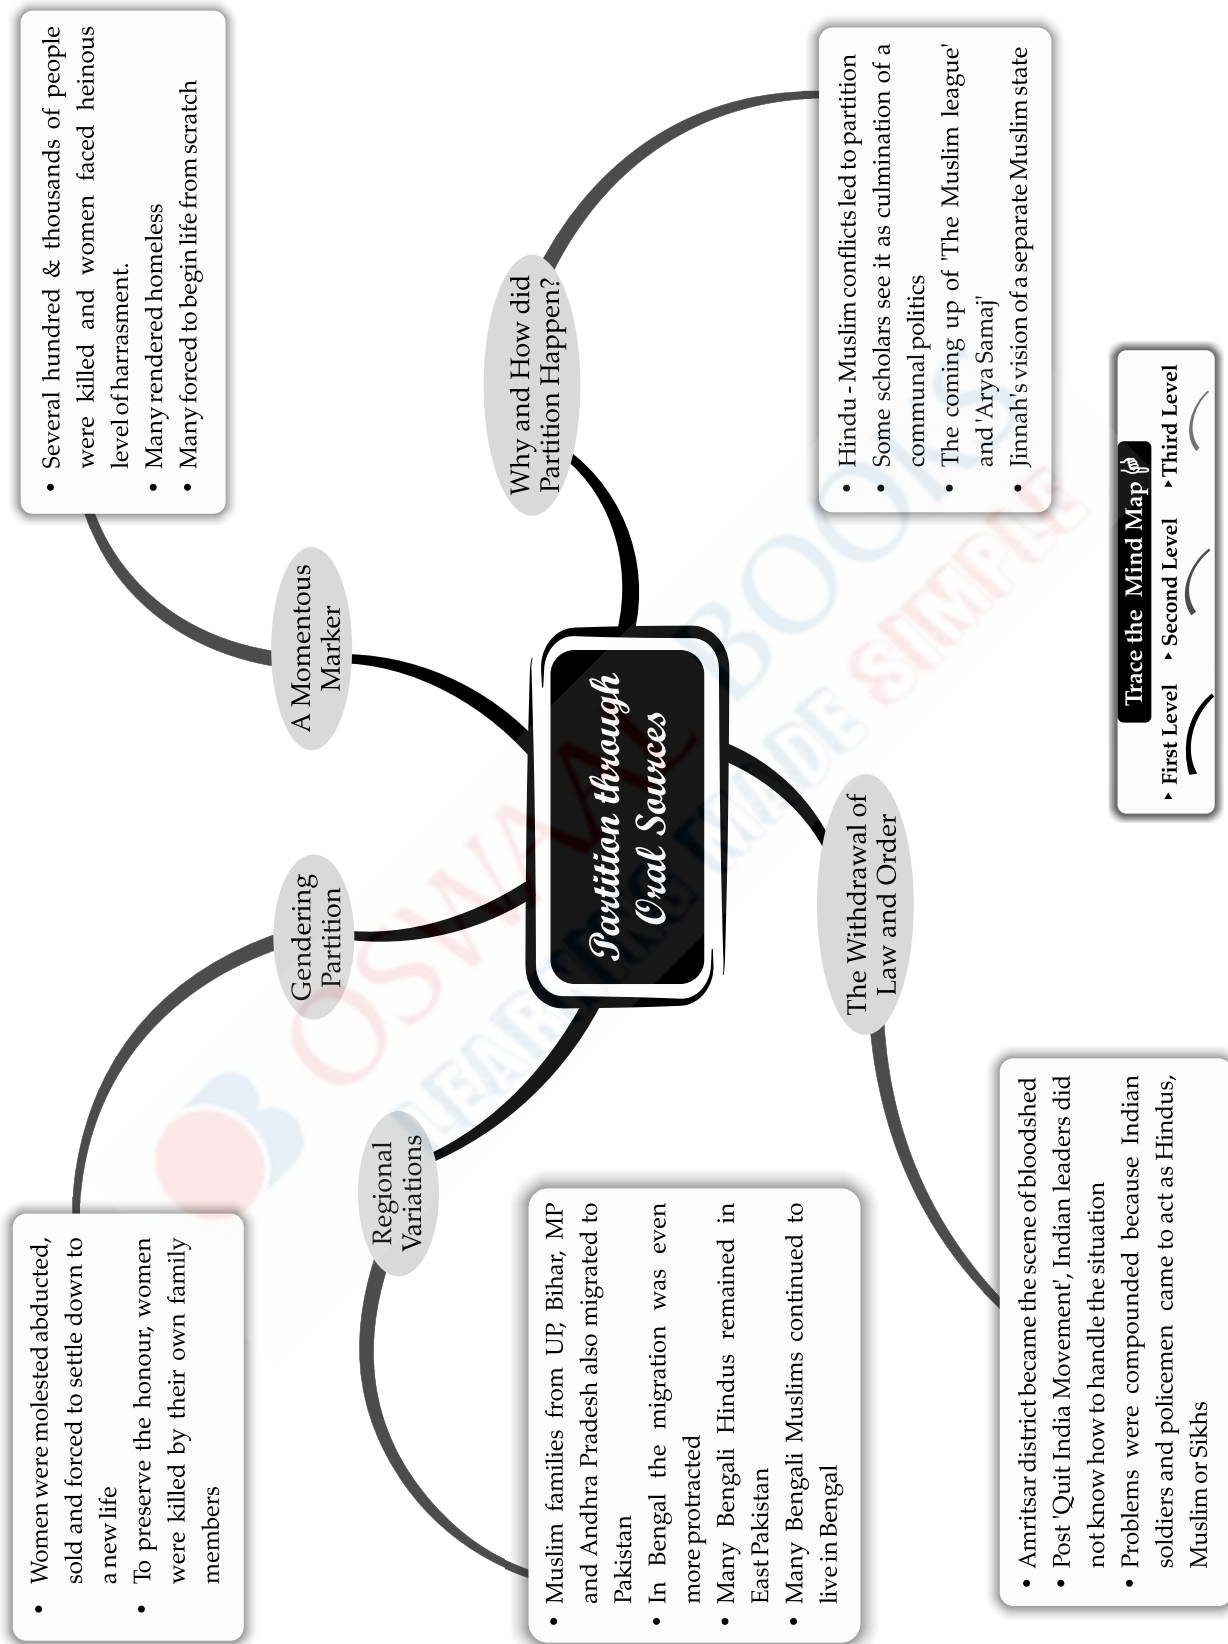 Partition through
Oral Sources
A Momentous
Marker
• Several hundred & thousands of people
were killed and women faced heinous
level of harrasment.
• Many rendered homeless
• Many forced to begin life from scratch
Why and How did
Partition Happen?
• Hindu - Muslim conflicts led to partition
• Some scholars see it as culmination of a
communal politics
• The coming up of 'The Muslim league'
and 'Arya Samaj'
• Jinnah's vision of a separate Muslim state
The Withdrawal of
Law and Order
• Amritsar district became the scene of bloodshed
• Post 'Quit India Movement', Indian leaders did
not know how to handle the situation
• Problems were compounded because Indian
soldiers and policemen came to act as Hindus,
Muslim or Sikhs
Regional
Variations
• Muslim families from UP, Bihar, MP
and Andhra Pradesh also migrated to
Pakistan
• In Bengal the migration was even
more protracted
• Many Bengali Hindus remained in
East Pakistan
• Many Bengali Muslims continued to
live in Bengal
Gendering
Partition
• Women were molested abducted,
sold and forced to settle down to
a new life
• To preserve the honour, women
were killed by their own family
members
Trace the Mind Map
▸ First Level ▸ Second Level ▸ Third Level
OSWAAL BOOKS
LEARNING MADE SIMPLE